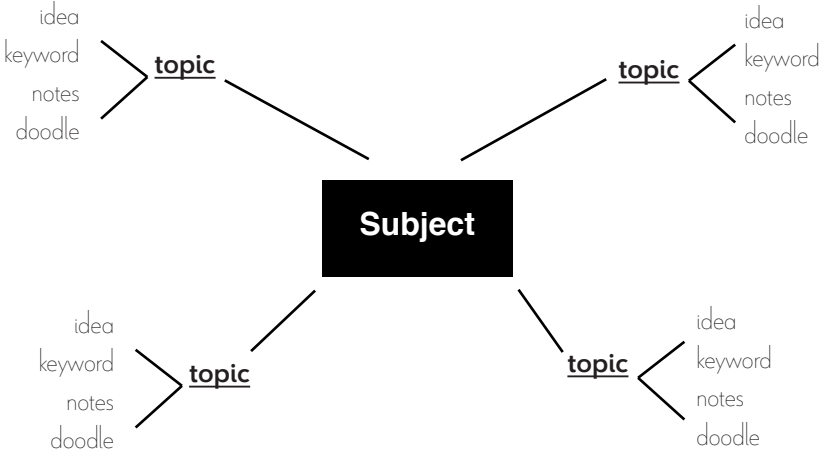 idea
keyword
notes
doodle
topic
topic
idea
keyword
notes
doodle
Subject
idea
keyword
notes
doodle
topic
topic
idea
keyword
notes
doodle